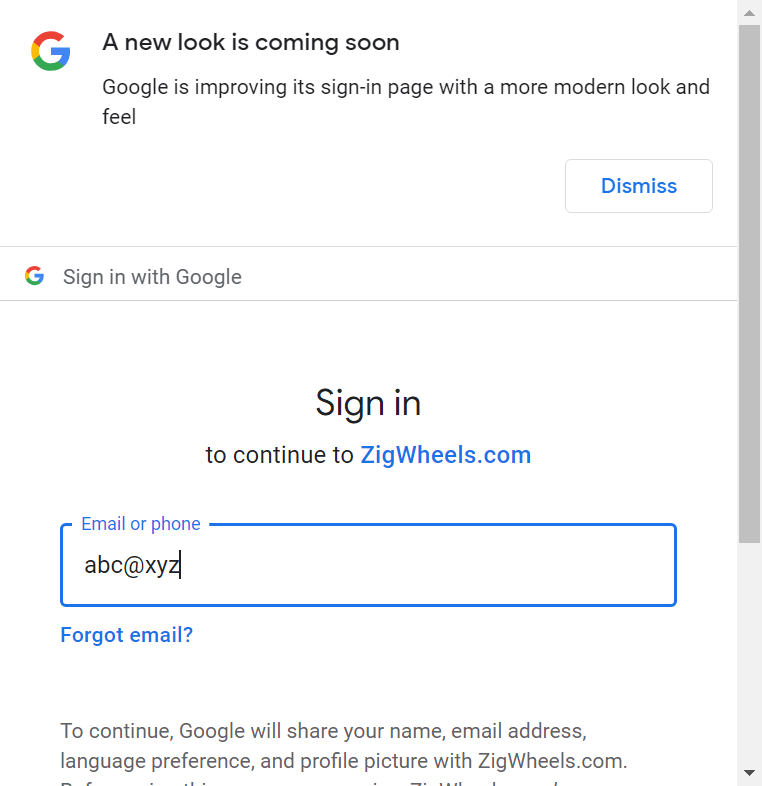 A new look is coming soon
Google is improving its sign-in page with a more modern look and
feel
Dismiss
Sign in with Google
Sign in
to continue to ZigWheels.com
Email or phone
abc@xyz
Forgot email?
To continue, Google will share your name, email address,
language preference, and profile picture with ZigWheels.com.